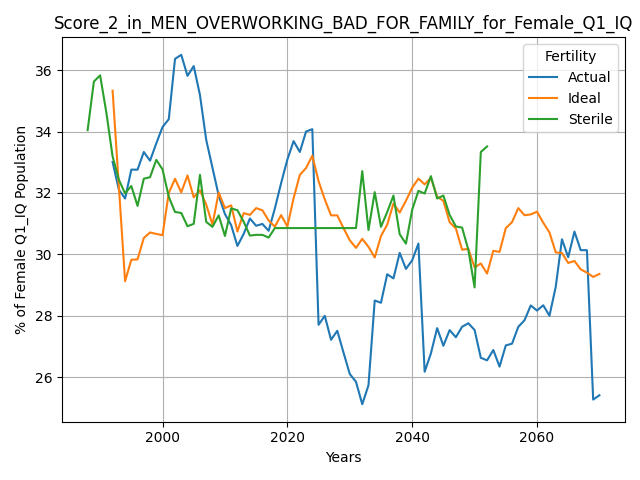 Score_2_in_MEN_OVERWORKING_BAD_FOR_FAMILY_for_Female_Q1_IQ
Fertility
Actual
Ideal
Sterile
% of Female Q1_IQ Population
36
34
32
30
28
26
2000
2020
2040
2060
Years